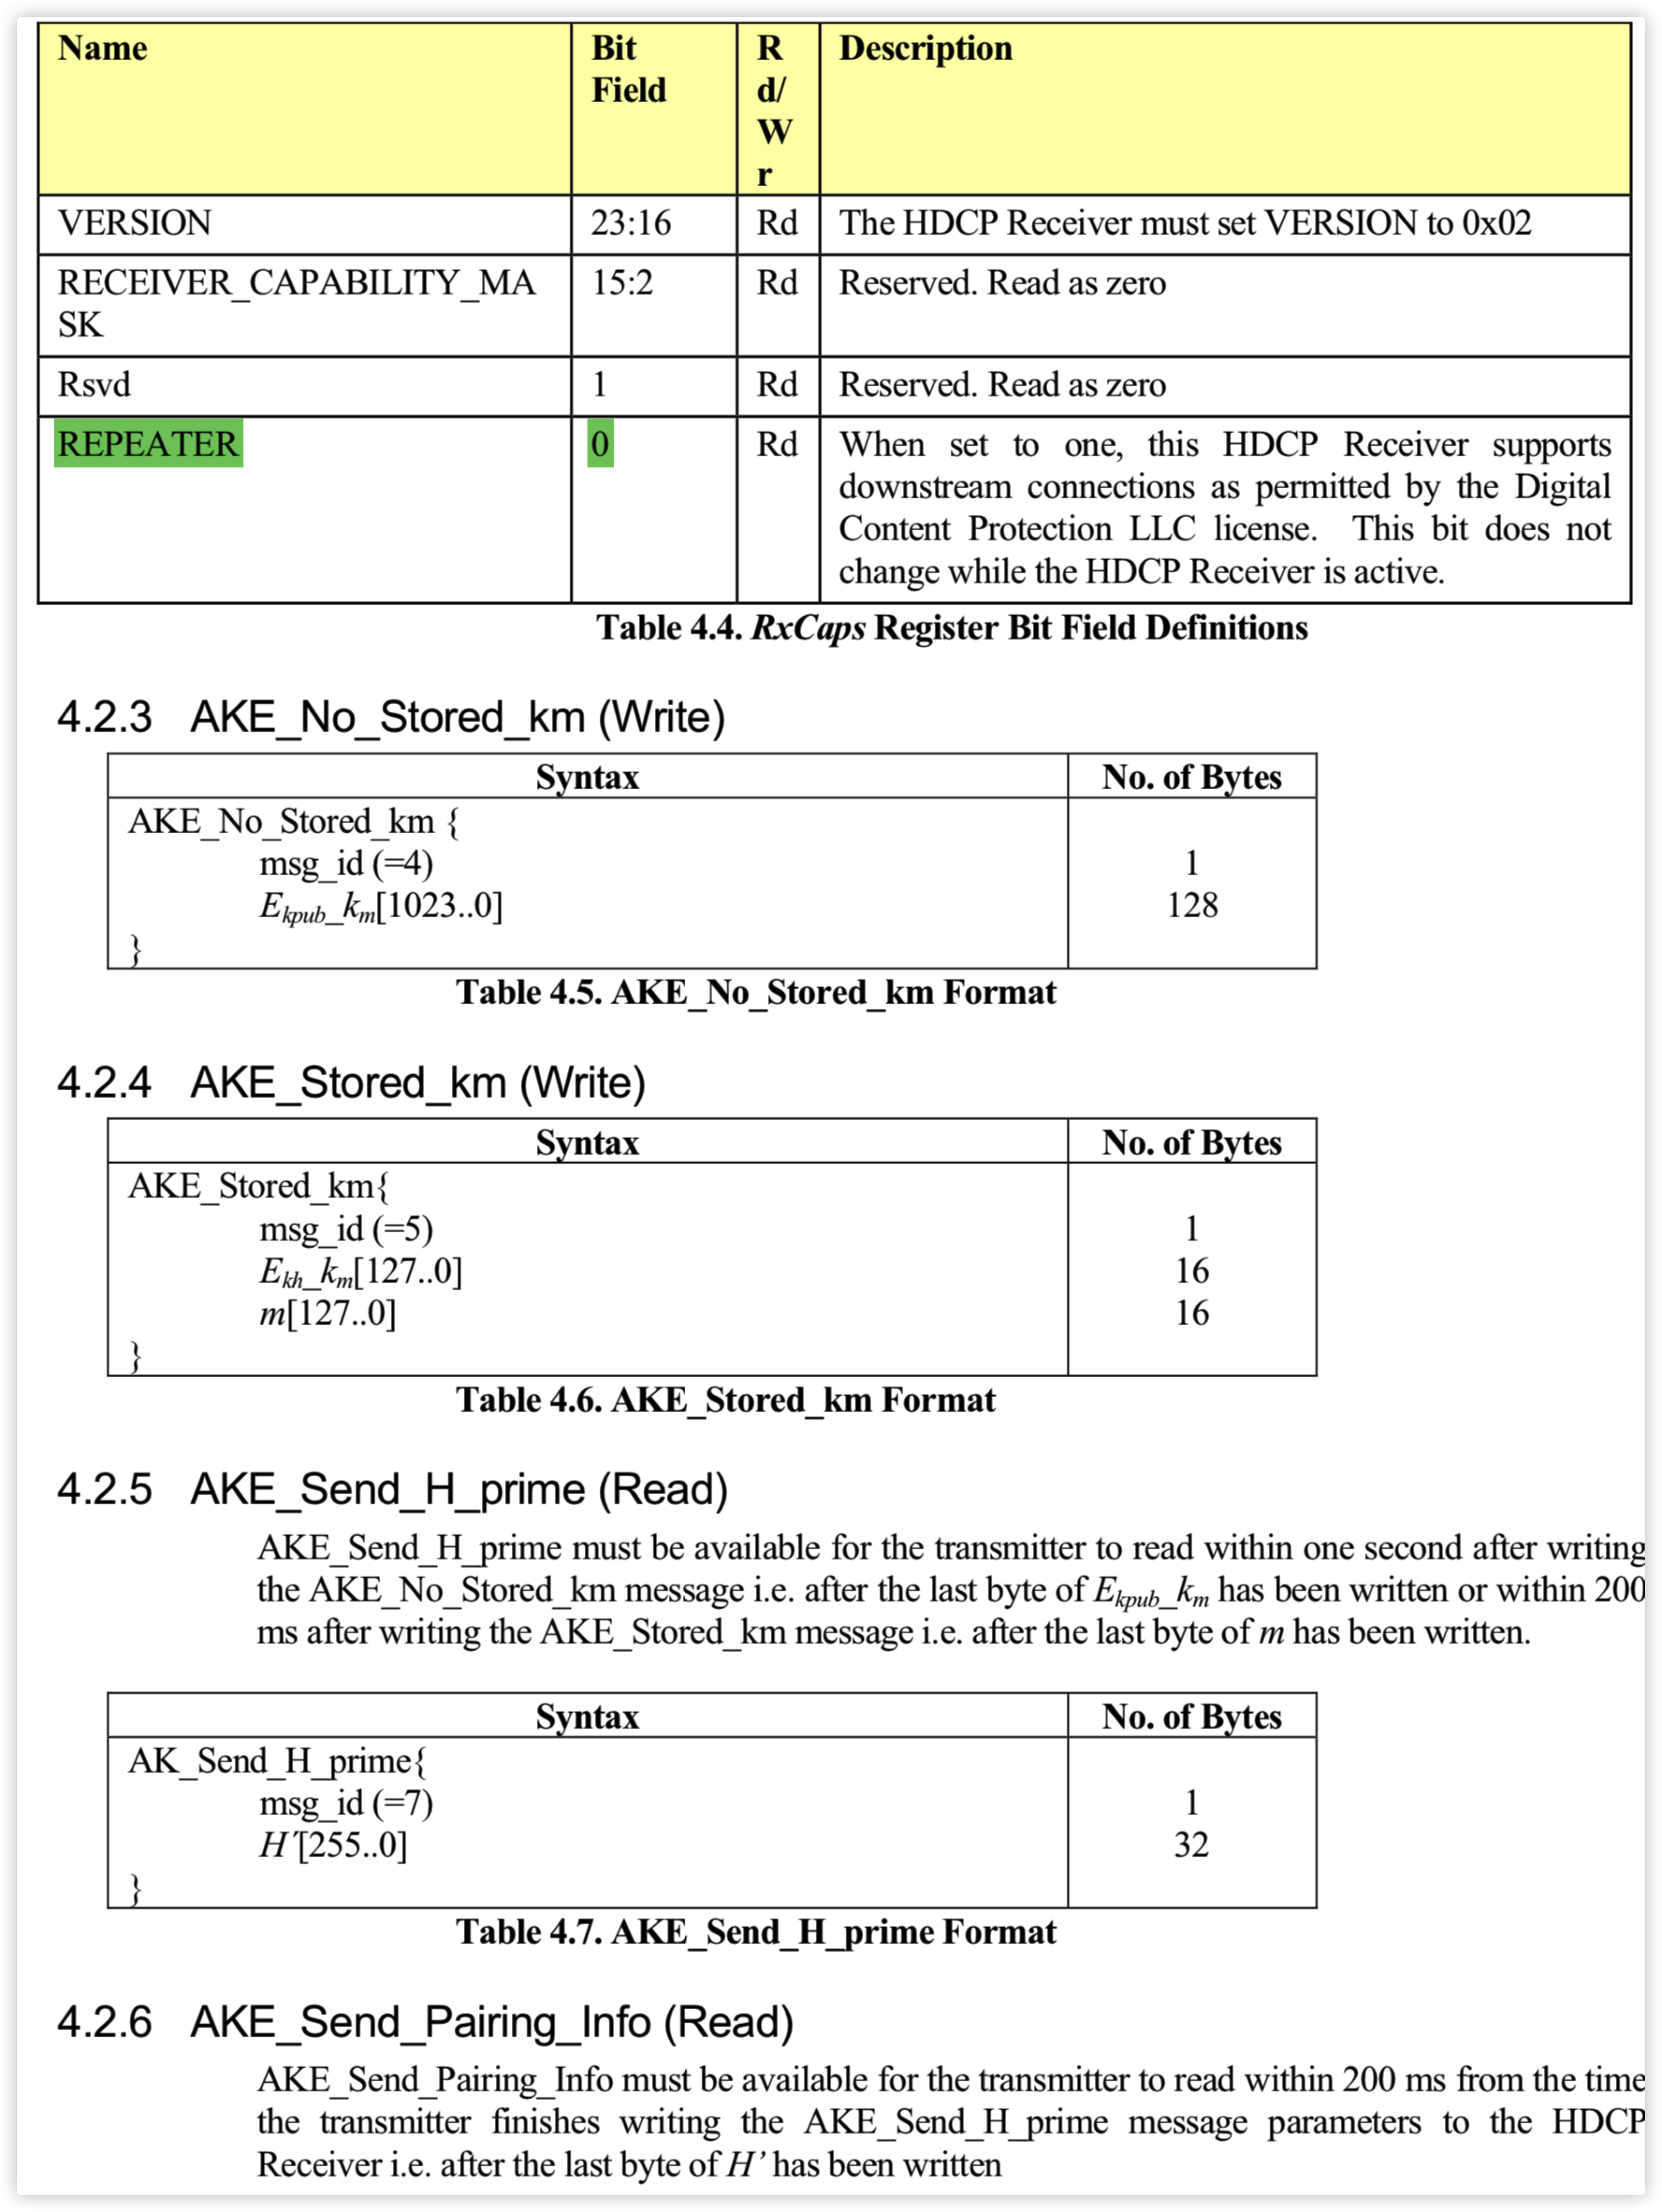 Name Bit Field Rd/Wr Description
VERSION 23:16 Rd The HDCP Receiver must set VERSION to 0x02
RECEIVER_CAPABILITY_MA
SK 15:2 Rd Reserved. Read as zero
Rsvd 1 Rd Reserved. Read as zero
REPEATER 0 Rd When set to one, this HDCP Receiver supports
downstream connections as permitted by the Digital
Content Protection LLC license. This bit does not
change while the HDCP Receiver is active.
Table 4.4. RxCaps Register Bit Field Definitions
4.2.3 AKE_No_Stored_km (Write)
Syntax No. of Bytes
AKE_No_Stored_km {
msg_id (=4) 1
Ekpub_km[1023..0] 128
}
Table 4.5. AKE_No_Stored_km Format
4.2.4 AKE_Stored_km (Write)
Syntax No. of Bytes
AKE_Stored_km{
msg_id (=5) 1
Ekh_km[127..0] 16
m[127..0] 16
}
Table 4.6. AKE_Stored_km Format
4.2.5 AKE_Send_H_prime (Read)
AKE_Send_H_prime must be available for the transmitter to read within one second after writing
the AKE_No_Stored_km message i.e. after the last byte of Ekpub_km has been written or within 200
ms after writing the AKE_Stored_km message i.e. after the last byte of m has been written.
Syntax No. of Bytes
AK_Send_H_prime{
msg_id (=7) 1
H'[255..0] 32
}
Table 4.7. AKE_Send_H_prime Format
4.2.6 AKE_Send_Pairing_Info (Read)
AKE_Send_Pairing_Info must be available for the transmitter to read within 200 ms from the time
the transmitter finishes writing the AKE_Send_H_prime message parameters to the HDCP
Receiver i.e. after the last byte of H’ has been written